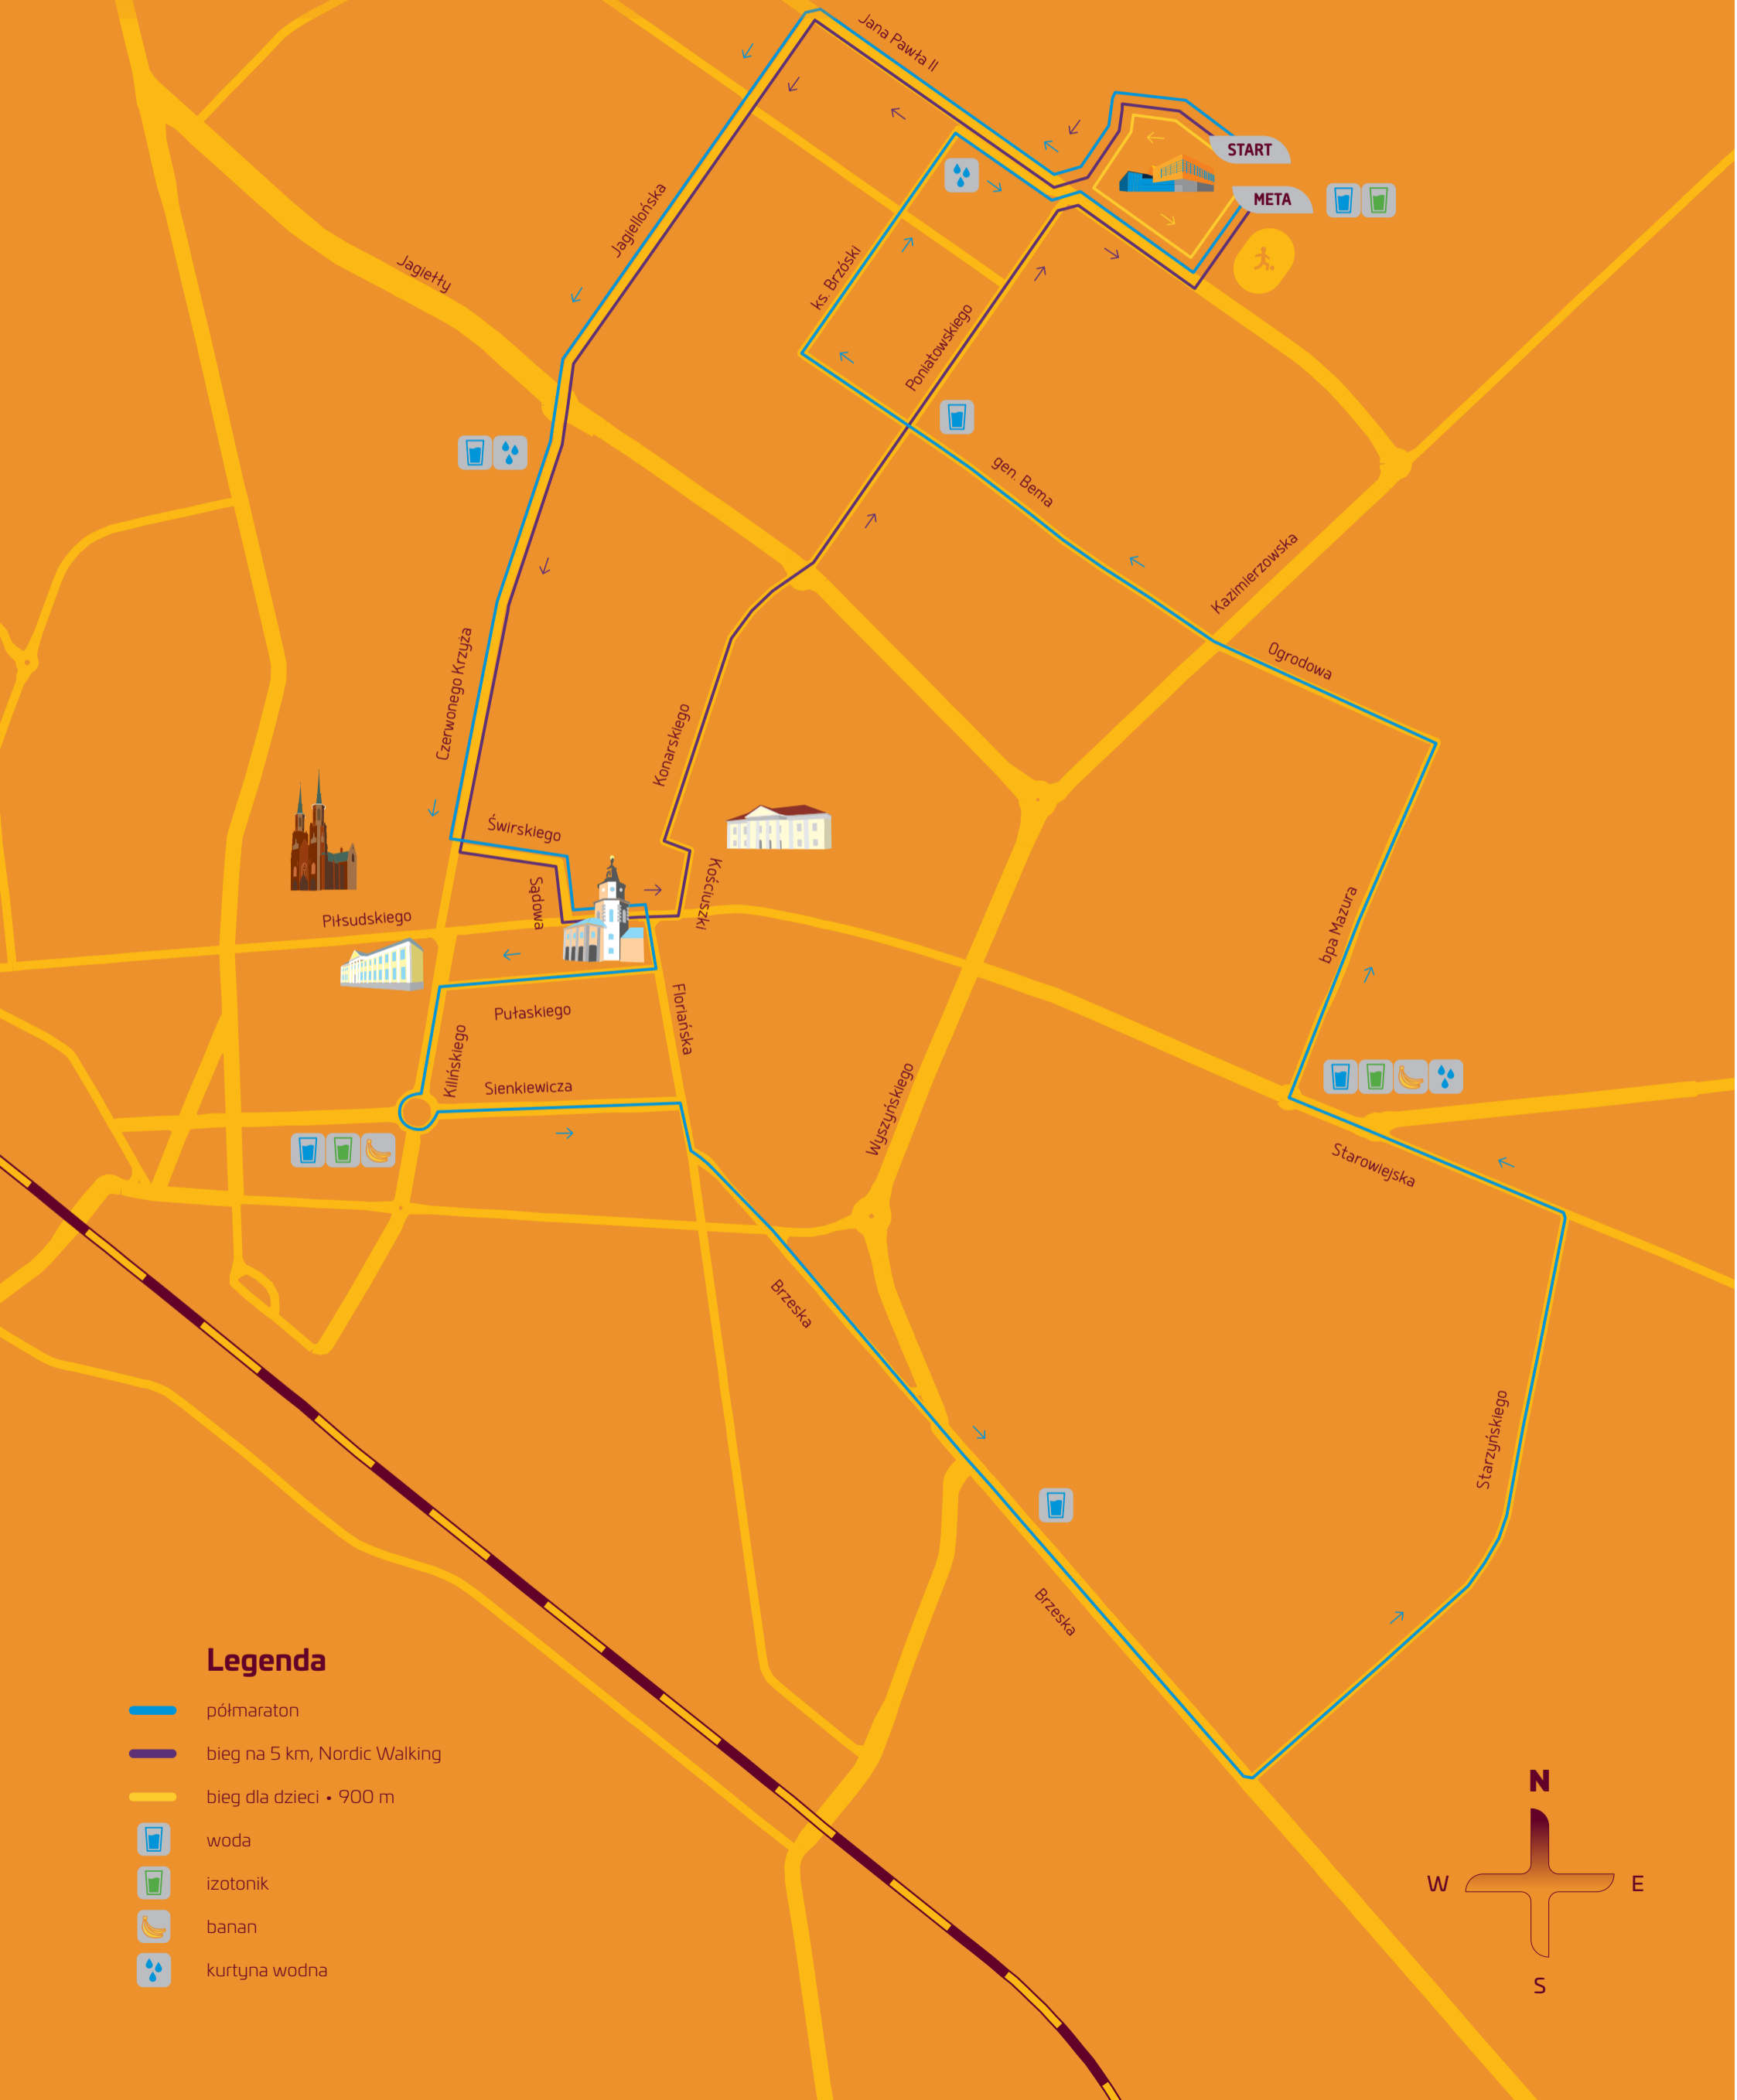 Jana Pawła II
START
META
Jagiellońska
Jagiełły
ks. Brzóski
Poniatowskiego
gen. Bema
Kazimierzowska
Ogrodowa
Czerwonego Krzyża
Konarskiego
Świrskiego
Sądowa
Kościuszki
Piłsudskiego
bpa Mazura
Pułaskiego
Floriańska
Kilińskiego
Sienkiewicza
Wyszyńskiego
Starowiejska
Brzeska
Starzyńskiego
Brzeska
Legenda
półmaraton
bieg na 5 km, Nordic Walking
bieg dla dzieci • 900 m
woda
izotonik
banan
kurtyna wodna
N
W
E
S